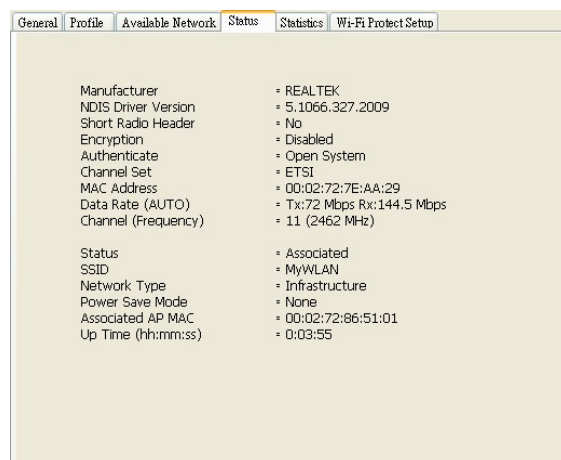 General Profile Available Network Status Statistics Wi-Fi Protect Setup
Manufacturer = REALTEK
NDIS Driver Version = 5.1066.327.2009
Short Radio Header = No
Encryption = Disabled
Authenticate = Open System
Channel Set = ETSI
MAC Address = 00:02:72:7E:AA:29
Data Rate (AUTO) = Tx:72 Mbps Rx:144.5 Mbps
Channel (Frequency) = 11 (2462 MHz)
Status = Associated
SSID = MyWLAN
Network Type = Infrastructure
Power Save Mode = None
Associated AP MAC = 00:02:72:86:51:01
Up Time (hh:mm:ss) = 0:03:55